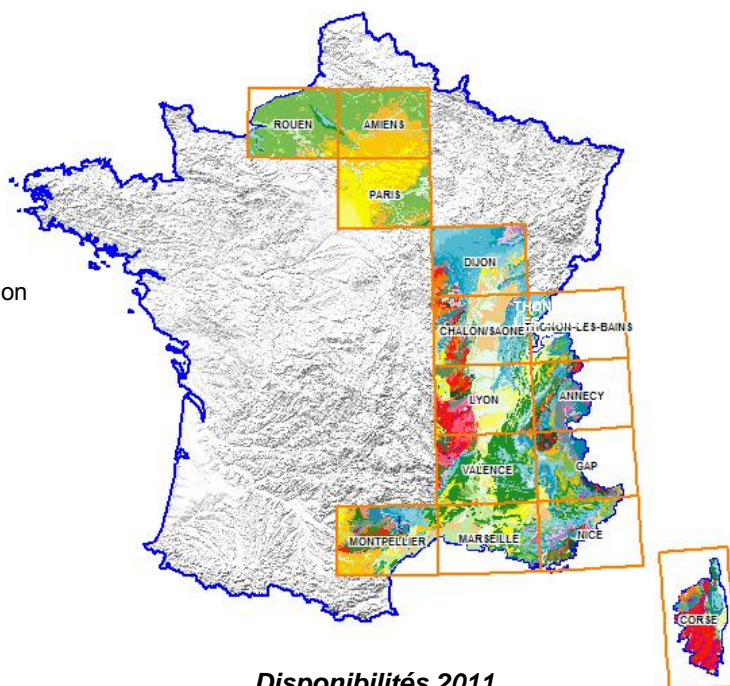 ROUEN
AMIENS
PARIS
DIJON
on
CHALON/SAONE
THONON-LES-BAINS
LYON
ANNECY
VALENCE
GAP
MONTPELLIER
MARSEILLE
NICE
CORSE
Disponibilités 2011